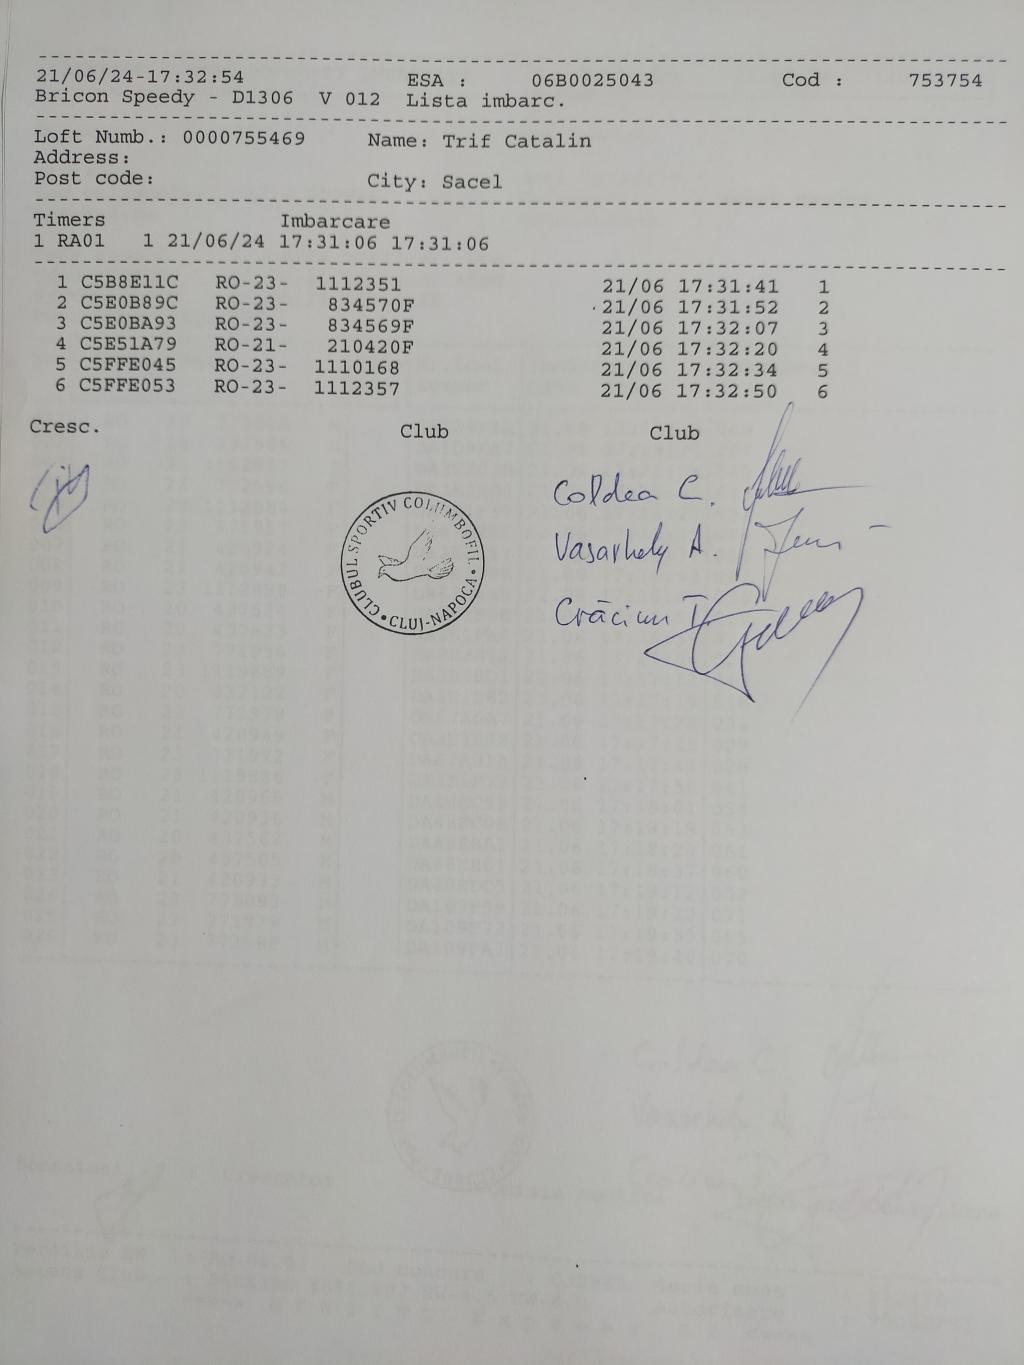 21/06/24-17:32:54 ESA : 06B0025043 Cod : 753754
Bricon Speedy - D1306 V 012 Lista imbarc.
Loft Numb.: 0000755469 Name: Trif Catalin
Address:
Post code: City: Sacel
Timers Imbarcare
1 RA01 1 21/06/24 17:31:06 17:31:06
1 C5B8E11C RO-23- 1112351 21/06 17:31:41 1
2 C5E0B89C RO-23- 834570F 21/06 17:31:52 2
3 C5E0BA93 RO-23- 834569F 21/06 17:32:07 3
4 C5E51A79 RO-21- 210420F 21/06 17:32:20 4
5 C5FFE045 RO-23- 1110168 21/06 17:32:34 5
6 C5FFE053 RO-23- 1112357 21/06 17:32:50 6
Cresc. Club Club
Coldea C.
Vasarhely A.
Crăciun I
CLUBUL SPORTIV COLUMBOFIL
• CLUJ-NAPOCA •